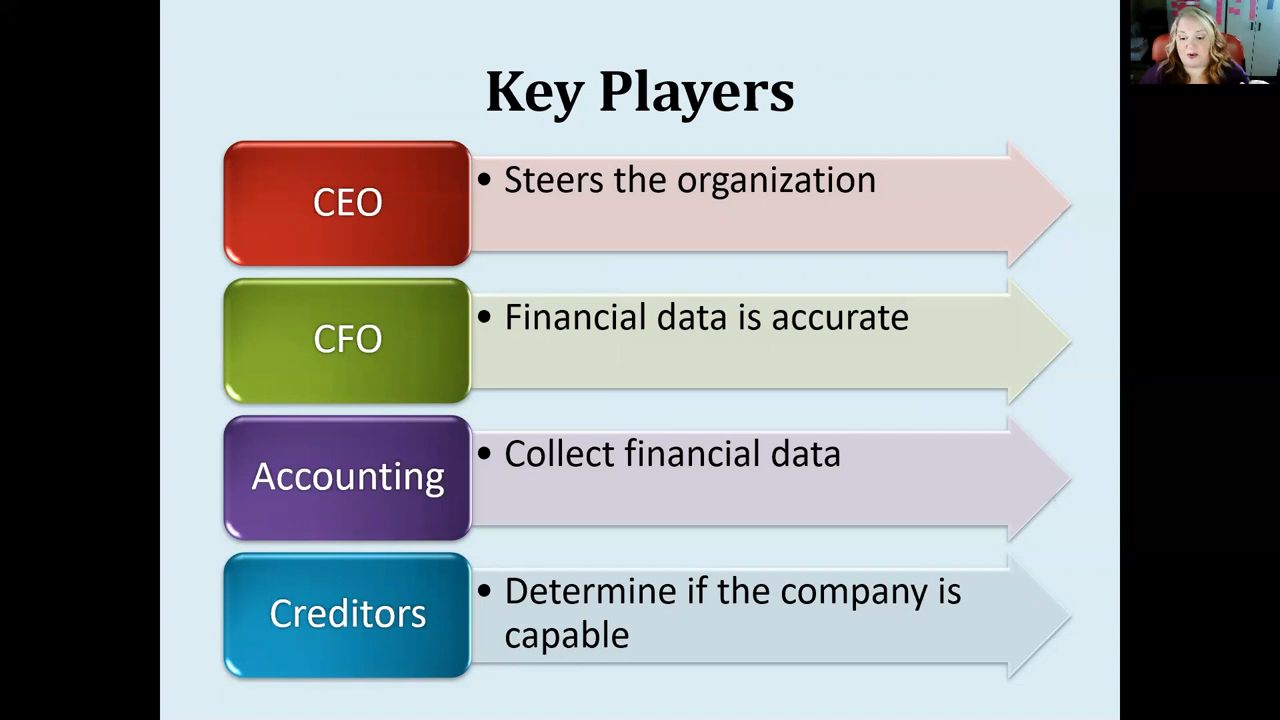 Key Players
CEO
• Steers the organization
CFO
• Financial data is accurate
Accounting
• Collect financial data
Creditors
• Determine if the company is
capable